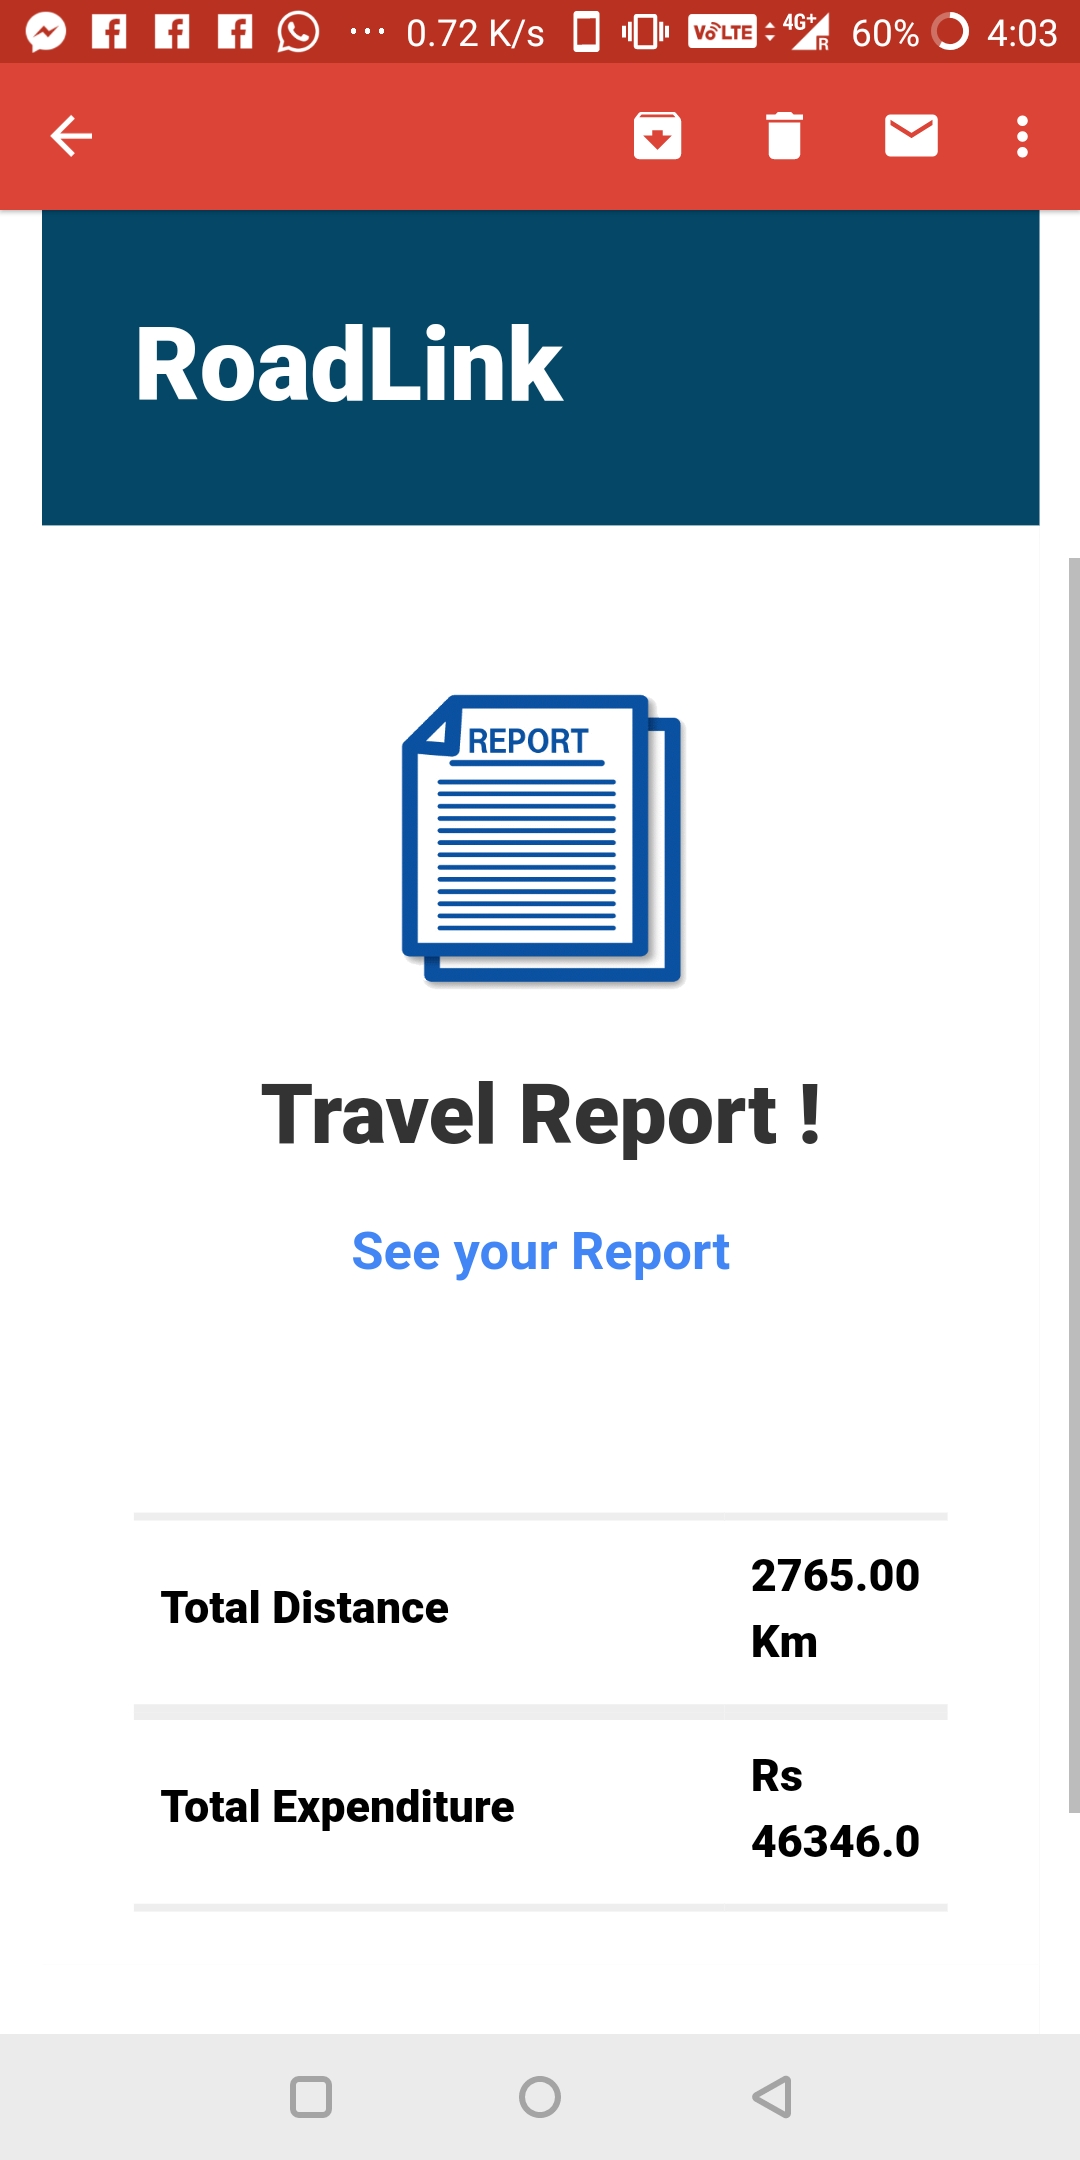 0.72 K/s VoLTE 4G+ R 60% 4:03
RoadLink
REPORT
Travel Report !
See your Report
Total Distance
2765.00
Km
Total Expenditure
Rs
46346.0